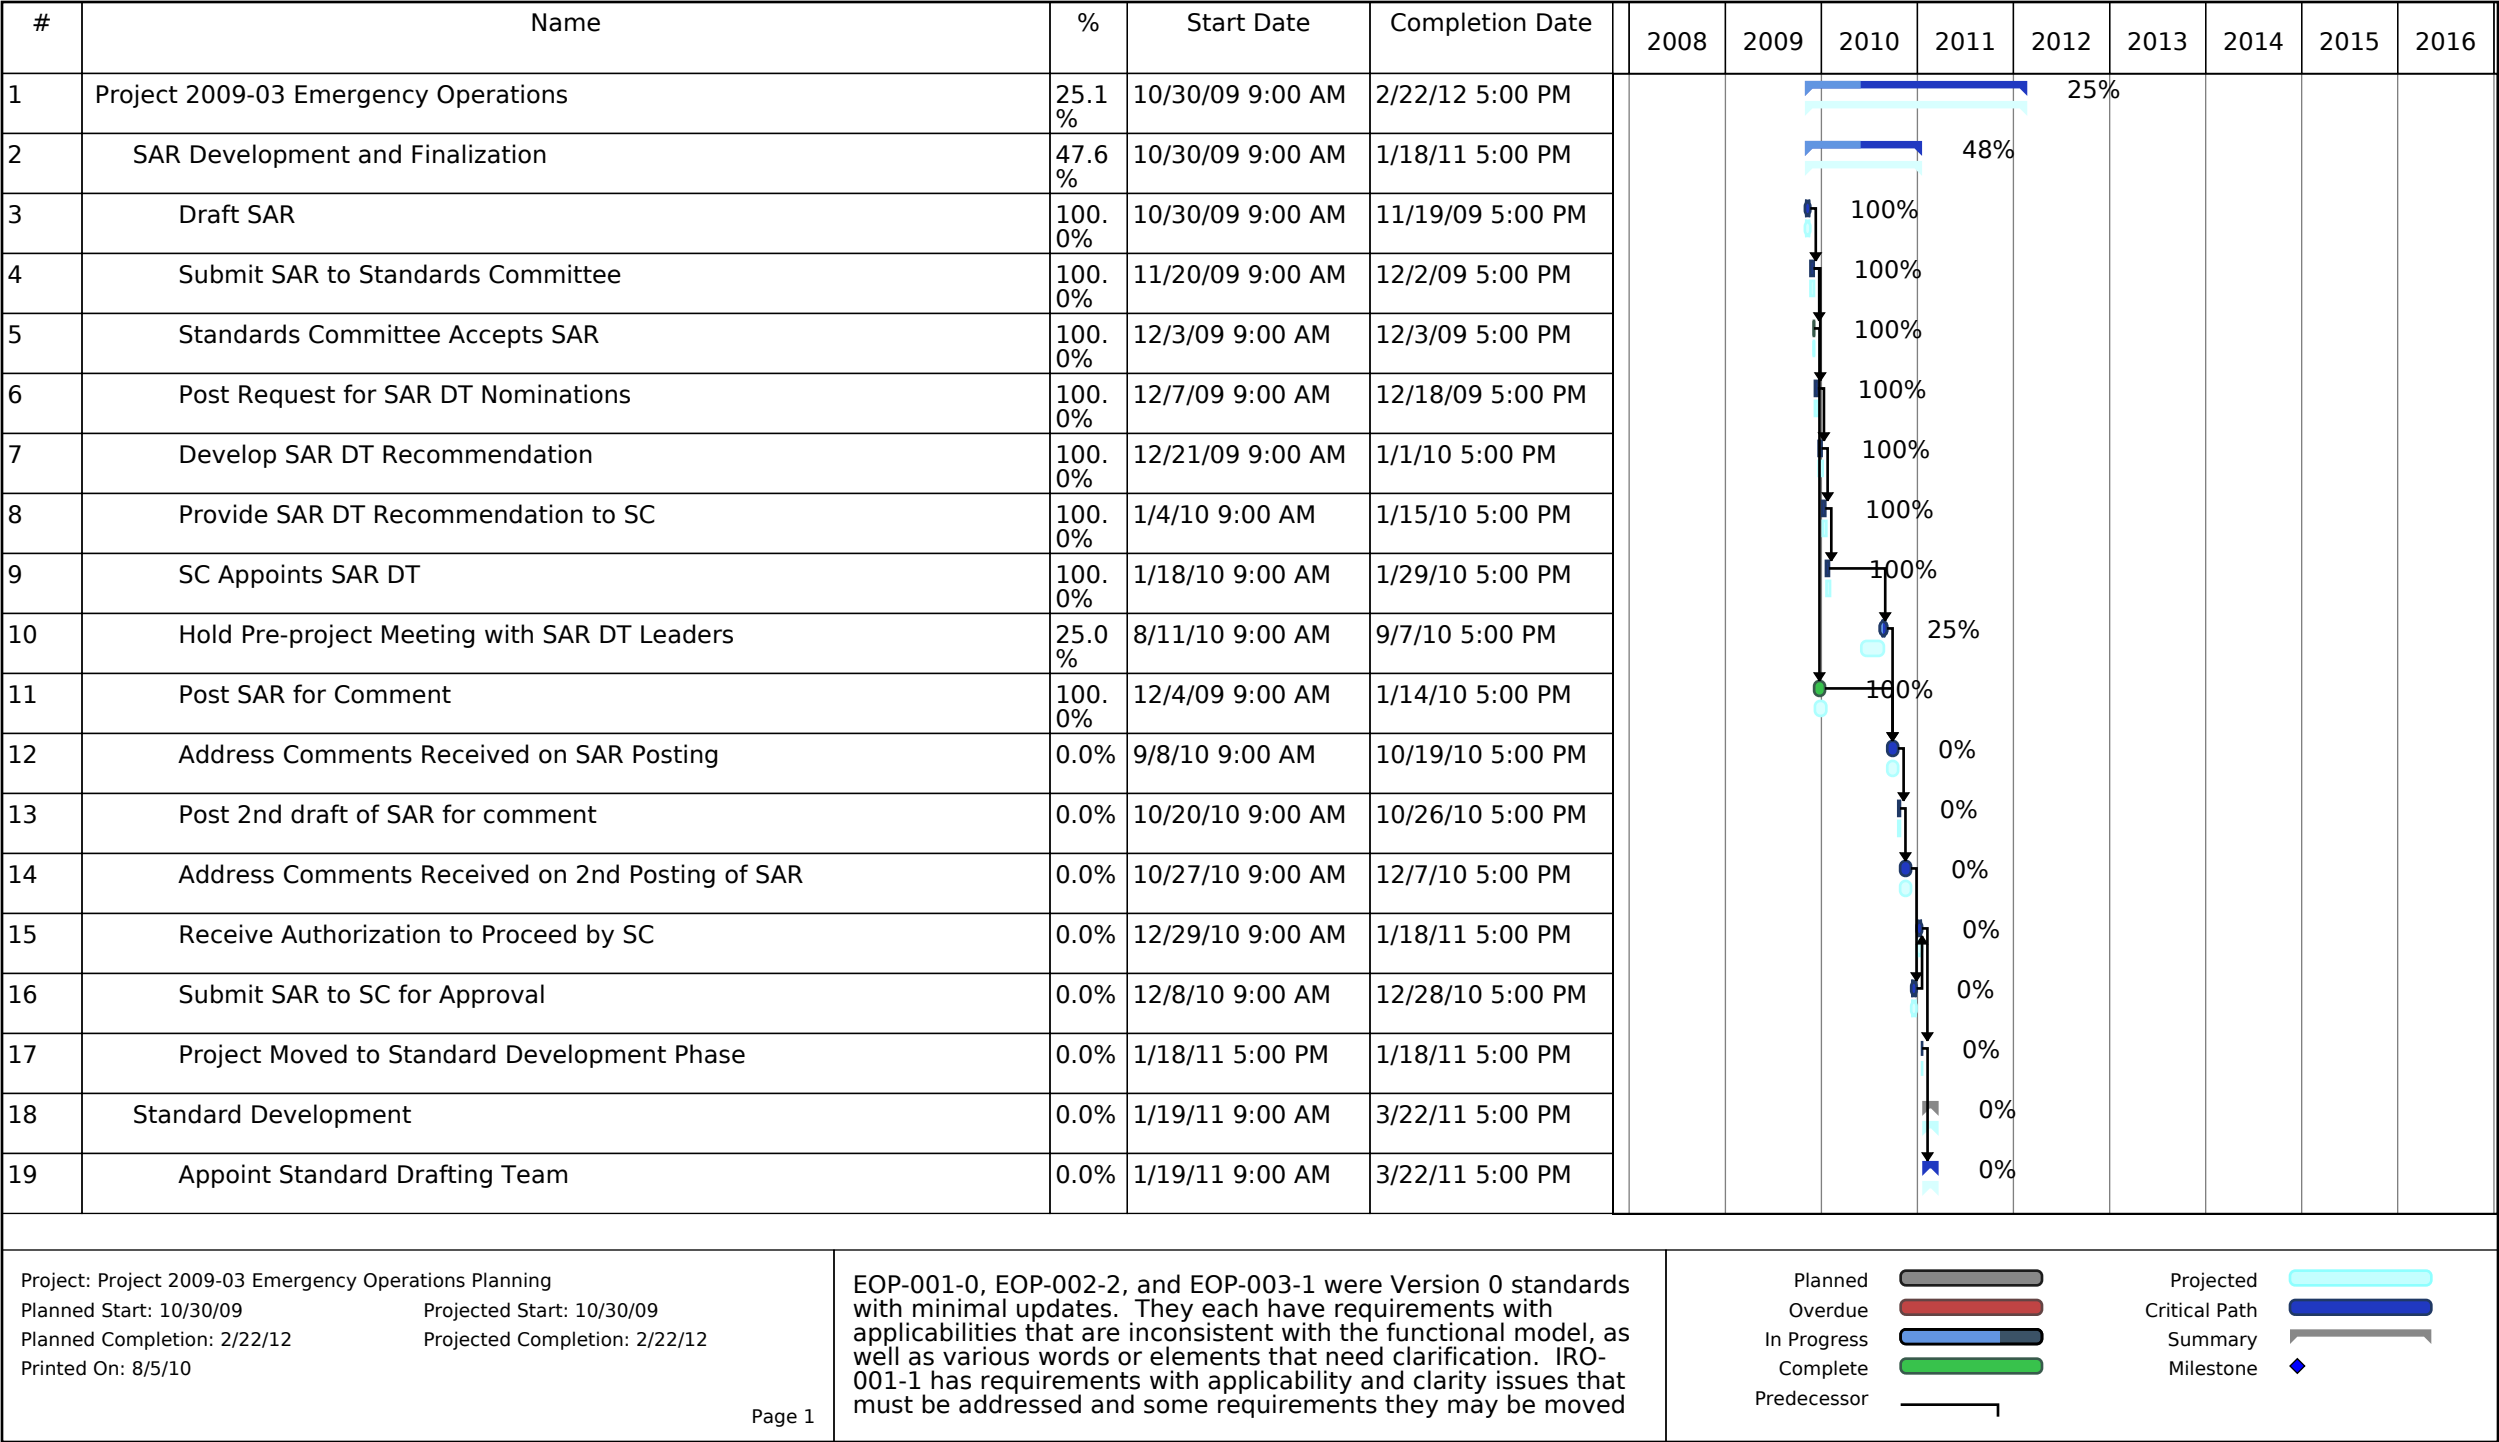 # Name % Start Date Completion Date 2008 2009 2010 2011 2012 2013 2014 2015 2016
1 Project 2009-03 Emergency Operations 25.1 % 10/30/09 9:00 AM 2/22/12 5:00 PM 25%
2 SAR Development and Finalization 47.6 % 10/30/09 9:00 AM 1/18/11 5:00 PM 48%
3 Draft SAR 100. 0% 10/30/09 9:00 AM 11/19/09 5:00 PM 100%
4 Submit SAR to Standards Committee 100. 0% 11/20/09 9:00 AM 12/2/09 5:00 PM 100%
5 Standards Committee Accepts SAR 100. 0% 12/3/09 9:00 AM 12/3/09 5:00 PM 100%
6 Post Request for SAR DT Nominations 100. 0% 12/7/09 9:00 AM 12/18/09 5:00 PM 100%
7 Develop SAR DT Recommendation 100. 0% 12/21/09 9:00 AM 1/1/10 5:00 PM 100%
8 Provide SAR DT Recommendation to SC 100. 0% 1/4/10 9:00 AM 1/15/10 5:00 PM 100%
9 SC Appoints SAR DT 100. 0% 1/18/10 9:00 AM 1/29/10 5:00 PM 100%
10 Hold Pre-project Meeting with SAR DT Leaders 25.0 % 8/11/10 9:00 AM 9/7/10 5:00 PM 25%
11 Post SAR for Comment 100. 0% 12/4/09 9:00 AM 1/14/10 5:00 PM 100%
12 Address Comments Received on SAR Posting 0.0% 9/8/10 9:00 AM 10/19/10 5:00 PM 0%
13 Post 2nd draft of SAR for comment 0.0% 10/20/10 9:00 AM 10/26/10 5:00 PM 0%
14 Address Comments Received on 2nd Posting of SAR 0.0% 10/27/10 9:00 AM 12/7/10 5:00 PM 0%
15 Receive Authorization to Proceed by SC 0.0% 12/29/10 9:00 AM 1/18/11 5:00 PM 0%
16 Submit SAR to SC for Approval 0.0% 12/8/10 9:00 AM 12/28/10 5:00 PM 0%
17 Project Moved to Standard Development Phase 0.0% 1/18/11 5:00 PM 1/18/11 5:00 PM 0%
18 Standard Development 0.0% 1/19/11 9:00 AM 3/22/11 5:00 PM 0%
19 Appoint Standard Drafting Team 0.0% 1/19/11 9:00 AM 3/22/11 5:00 PM 0%
Project: Project 2009-03 Emergency Operations Planning
Planned Start: 10/30/09 Projected Start: 10/30/09
Planned Completion: 2/22/12 Projected Completion: 2/22/12
Printed On: 8/5/10
Page 1
EOP-001-0, EOP-002-2, and EOP-003-1 were Version 0 standards
with minimal updates. They each have requirements with
applicabilities that are inconsistent with the functional model, as
well as various words or elements that need clarification. IRO-
001-1 has requirements with applicability and clarity issues that
must be addressed and some requirements they may be moved
Planned Projected
Overdue Critical Path
In Progress Summary
Complete Milestone
Predecessor